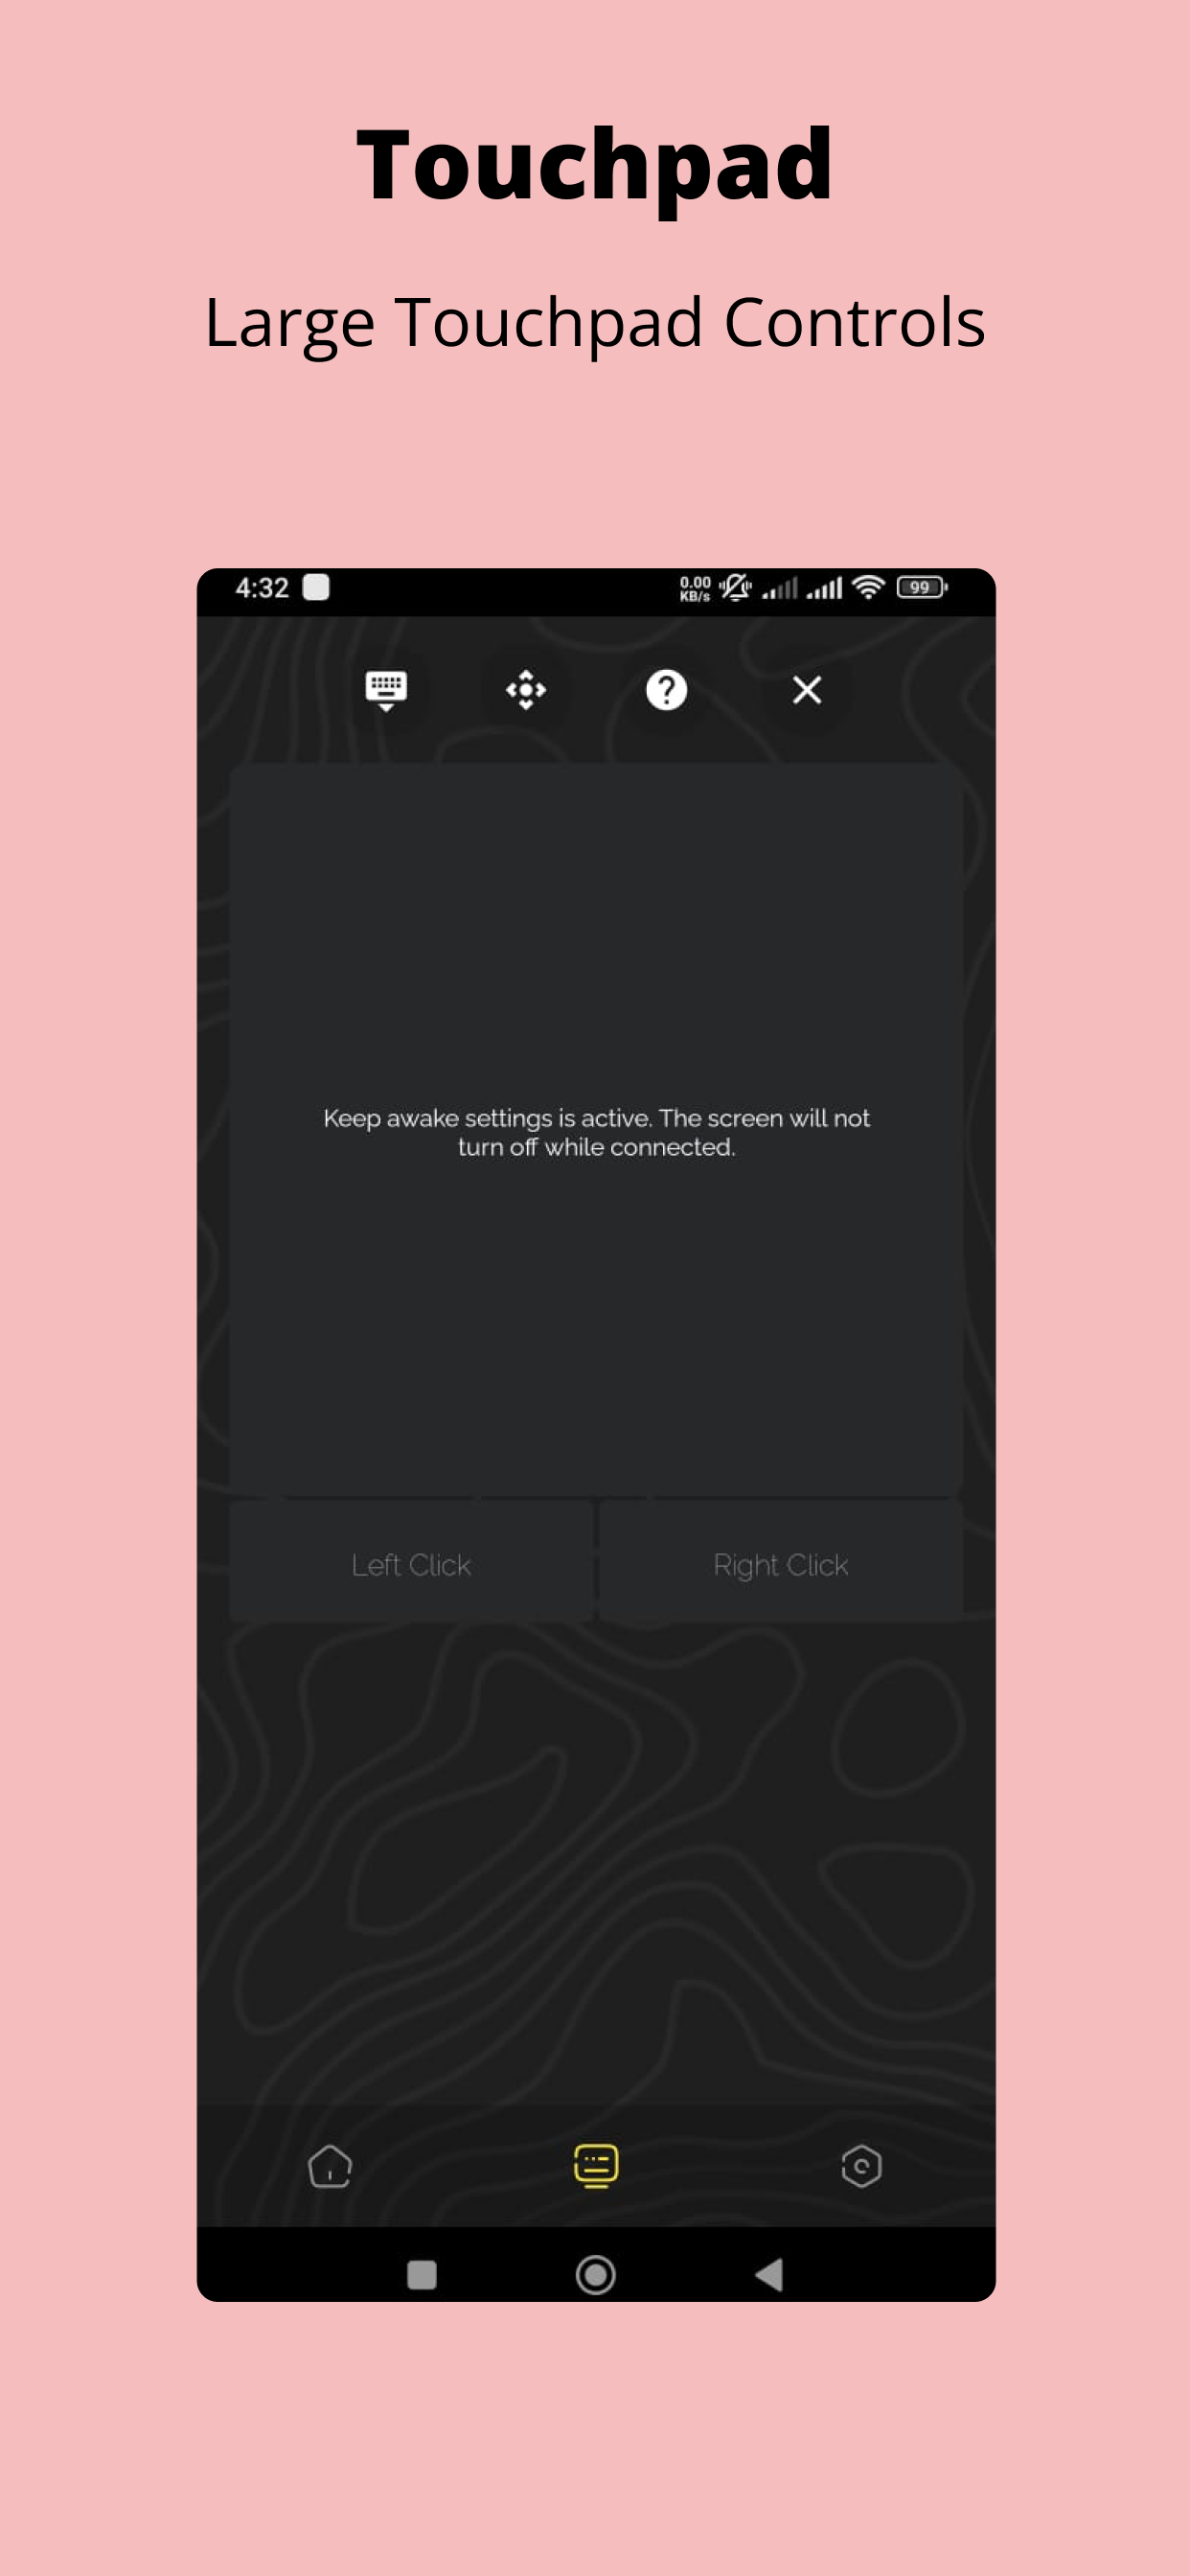 Touchpad
Large Touchpad Controls
4:32
0.00
KB/s
99
Keep awake settings is active. The screen will not
turn off while connected.
Left Click
Right Click